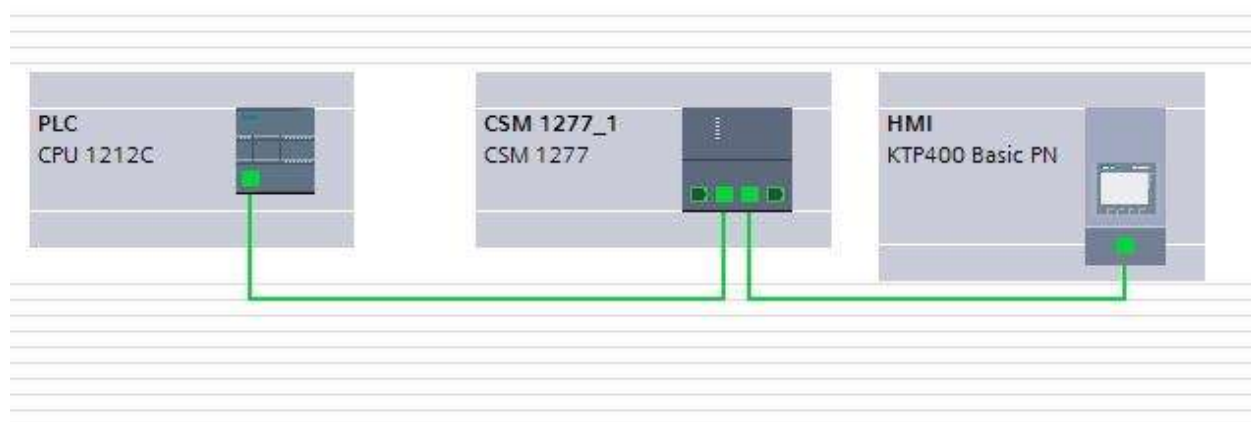 PLC
CPU 1212C
CSM 1277_1
CSM 1277
HMI
KTP400 Basic PN